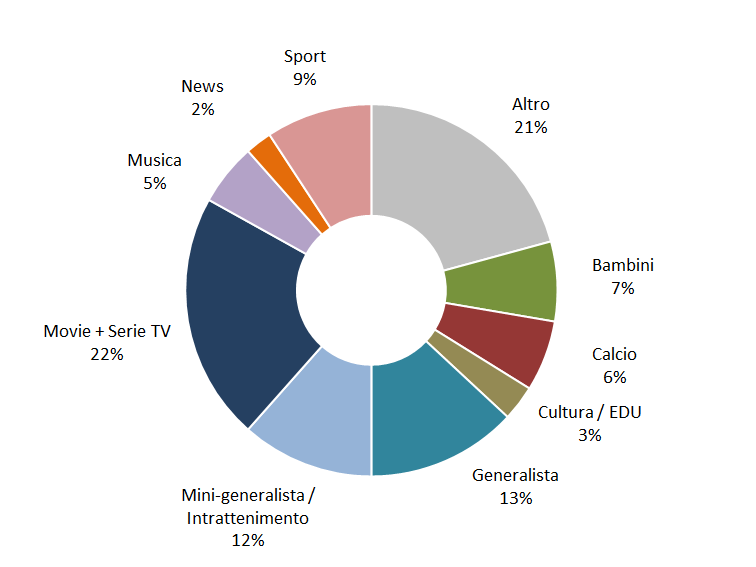 Sport
9%
News
2%
Altro
21%
Musica
5%
Bambini
7%
Movie + Serie TV
22%
Calcio
6%
Cultura / EDU
3%
Generalista
13%
Mini-generalista /
Intrattenimento
12%